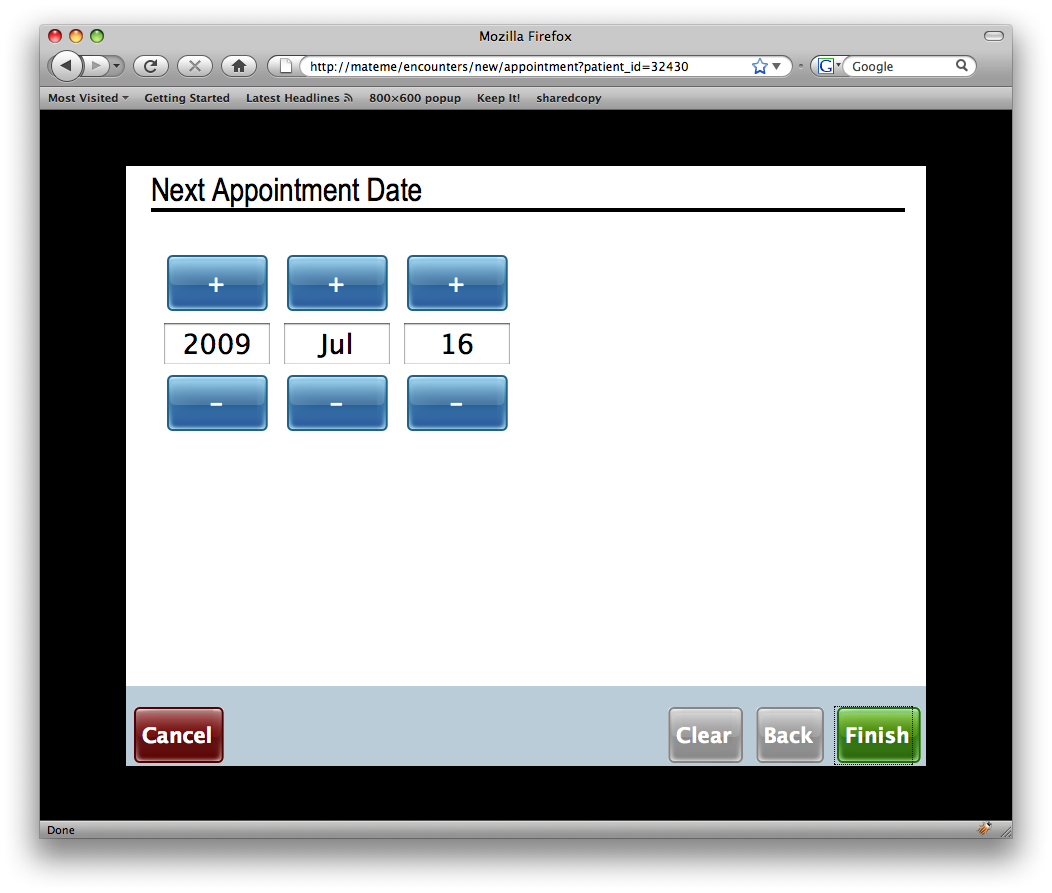 Mozilla Firefox
http://mateme/encounters/new/appointment?patient_id=32430 G Google
Most Visited Getting Started Latest Headlines 800×600 popup Keep It! sharedcopy
Next Appointment Date
+ + +
2009 Jul 16
- - -
Cancel Clear Back Finish
Done